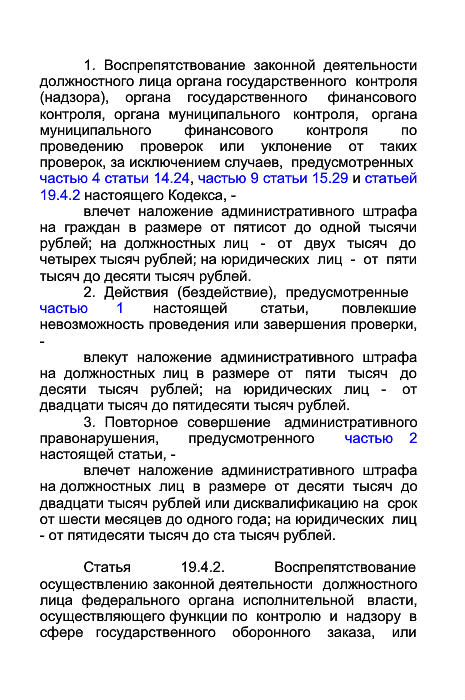 1. Воспрепятствование законной деятельности
должностного лица органа государственного контроля
(надзора), органа государственного финансового
контроля, органа муниципального контроля, органа
муниципального финансового контроля по
проведению проверок или уклонение от таких
проверок, за исключением случаев, предусмотренных
частью 4 статьи 14.24, частью 9 статьи 15.29 и статьей
19.4.2 настоящего Кодекса, -
влечет наложение административного штрафа
на граждан в размере от пятисот до одной тысячи
рублей; на должностных лиц - от двух тысяч до
четырех тысяч рублей; на юридических лиц - от пяти
тысяч до десяти тысяч рублей.
2. Действия (бездействие), предусмотренные
частью 1 настоящей статьи, повлекшие
невозможность проведения или завершения проверки,
-
влекут наложение административного штрафа
на должностных лиц в размере от пяти тысяч до
десяти тысяч рублей; на юридических лиц - от
двадцати тысяч до пятидесяти тысяч рублей.
3. Повторное совершение административного
правонарушения, предусмотренного частью 2
настоящей статьи, -
влечет наложение административного штрафа
на должностных лиц в размере от десяти тысяч до
двадцати тысяч рублей или дисквалификацию на срок
от шести месяцев до одного года; на юридических лиц
- от пятидесяти тысяч до ста тысяч рублей.
Статья 19.4.2. Воспрепятствование
осуществлению законной деятельности должностного
лица федерального органа исполнительной власти,
осуществляющего функции по контролю и надзору в
сфере государственного оборонного заказа, или